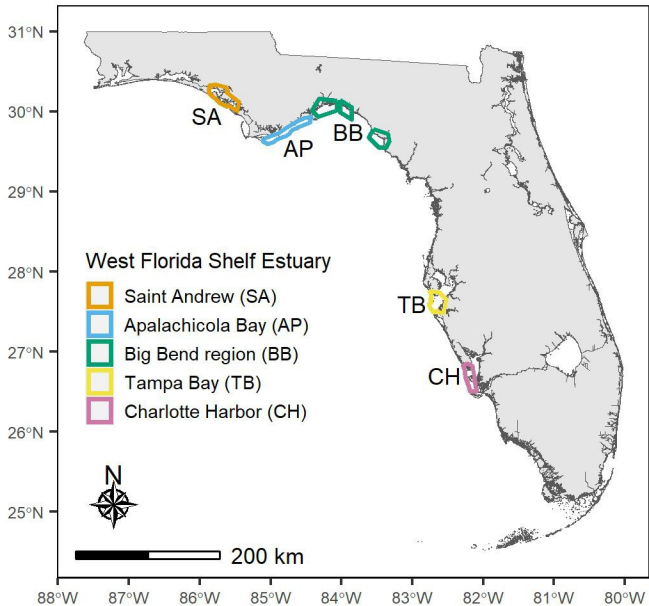 31°N
30°N
29°N
28°N
27°N
26°N
25°N
SA
AP
BB
TB
CH
West Florida Shelf Estuary
Saint Andrew (SA)
Apalachicola Bay (AP)
Big Bend region (BB)
Tampa Bay (TB)
Charlotte Harbor (CH)
N
200 km
88°W 87°W 86°W 85°W 84°W 83°W 82°W 81°W 80°W